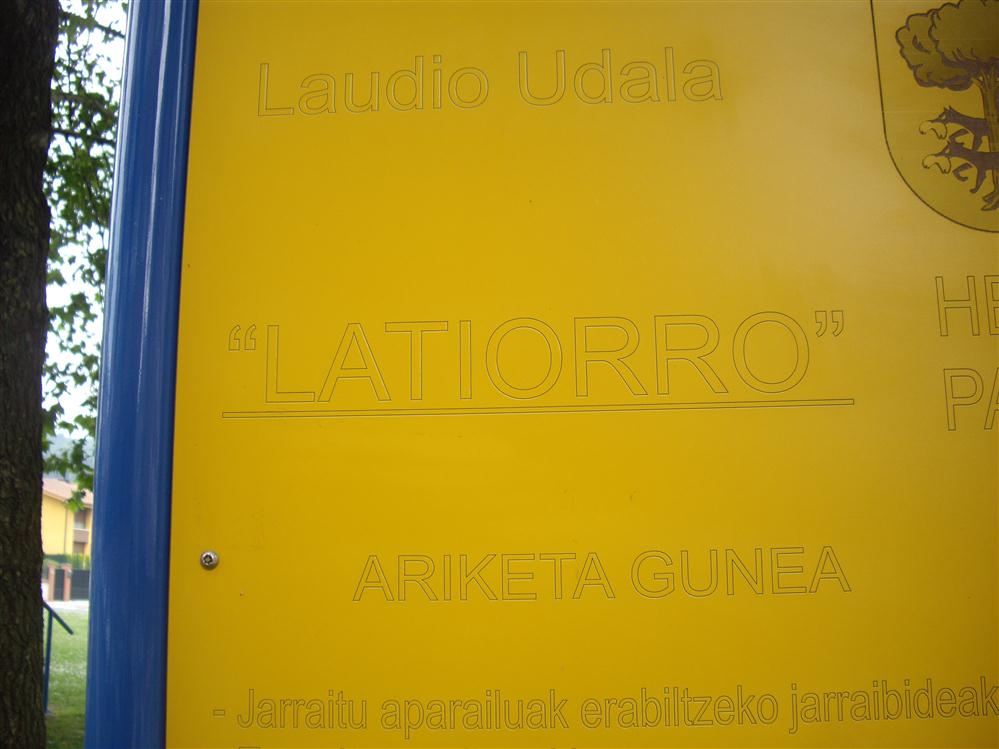 Laudio Udala
“LATIORRO”
ARIKETA GUNEA
- Jarraitu aparailuak erabiltzeko jarraibideak